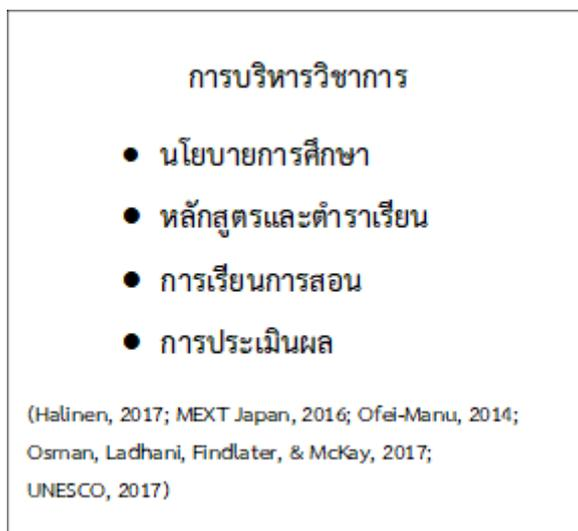 การบริหารวิชาการ
● นโยบายการศึกษา
● หลักสูตรและตำราเรียน
● การเรียนการสอน
● การประเมินผล
(Halinen, 2017; MEXT Japan, 2016; Ofei-Manu, 2014;
Osman, Ladhani, Findlater, & McKay, 2017;
UNESCO, 2017)